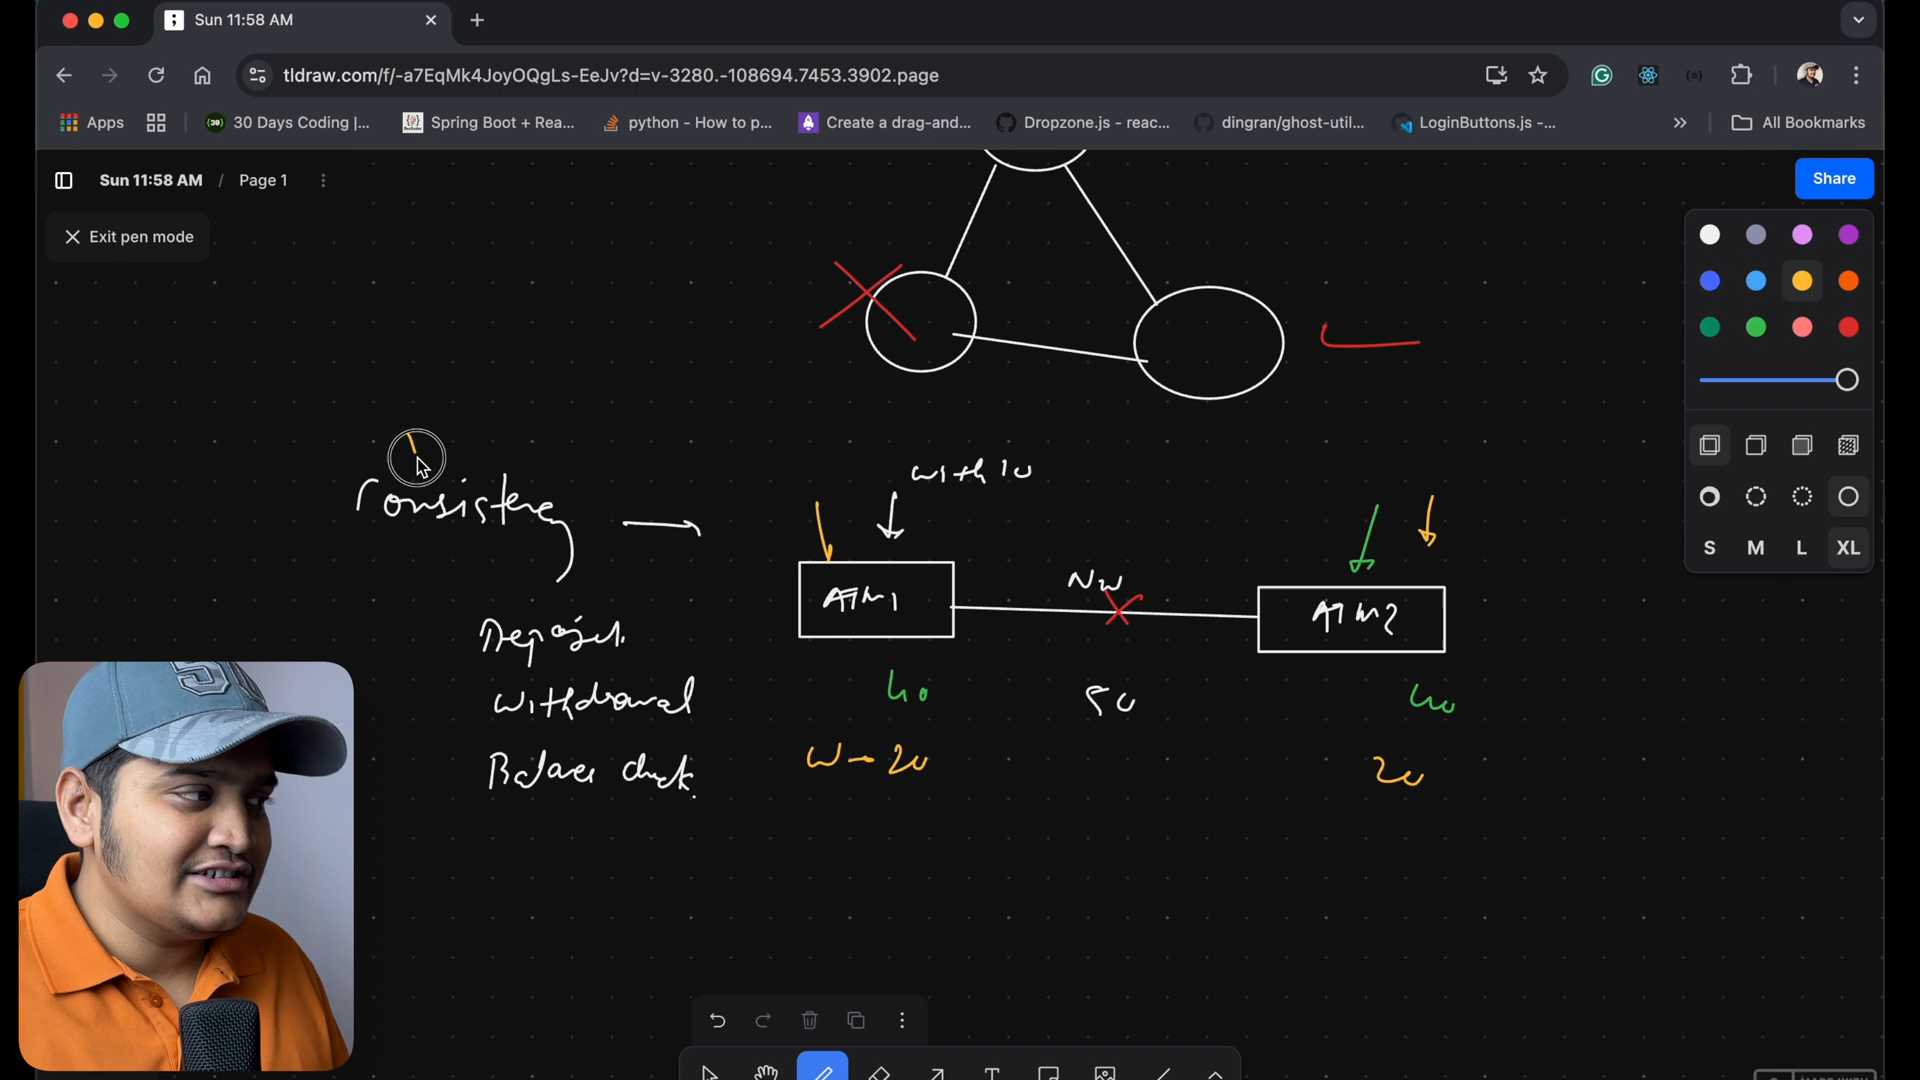 Sun 11:58 AM
tldraw.com/f/-a7EqMk4JoyOQgLs-EeJv?d=v-3280.-108694.7453.3902.page
Apps
30 Days Coding |...
Spring Boot + Rea...
python - How to p...
Create a drag-and...
Dropzone.js - reac...
dingran/ghost-util...
LoginButtons.js -...
» All Bookmarks
Sun 11:58 AM / Page 1
Share
Exit pen mode
with 10
Consistency
NW
ATM1
ATM2
S M L XL
Deposit
40
50
40
Withdrawal
W - 20
20
Balance check.